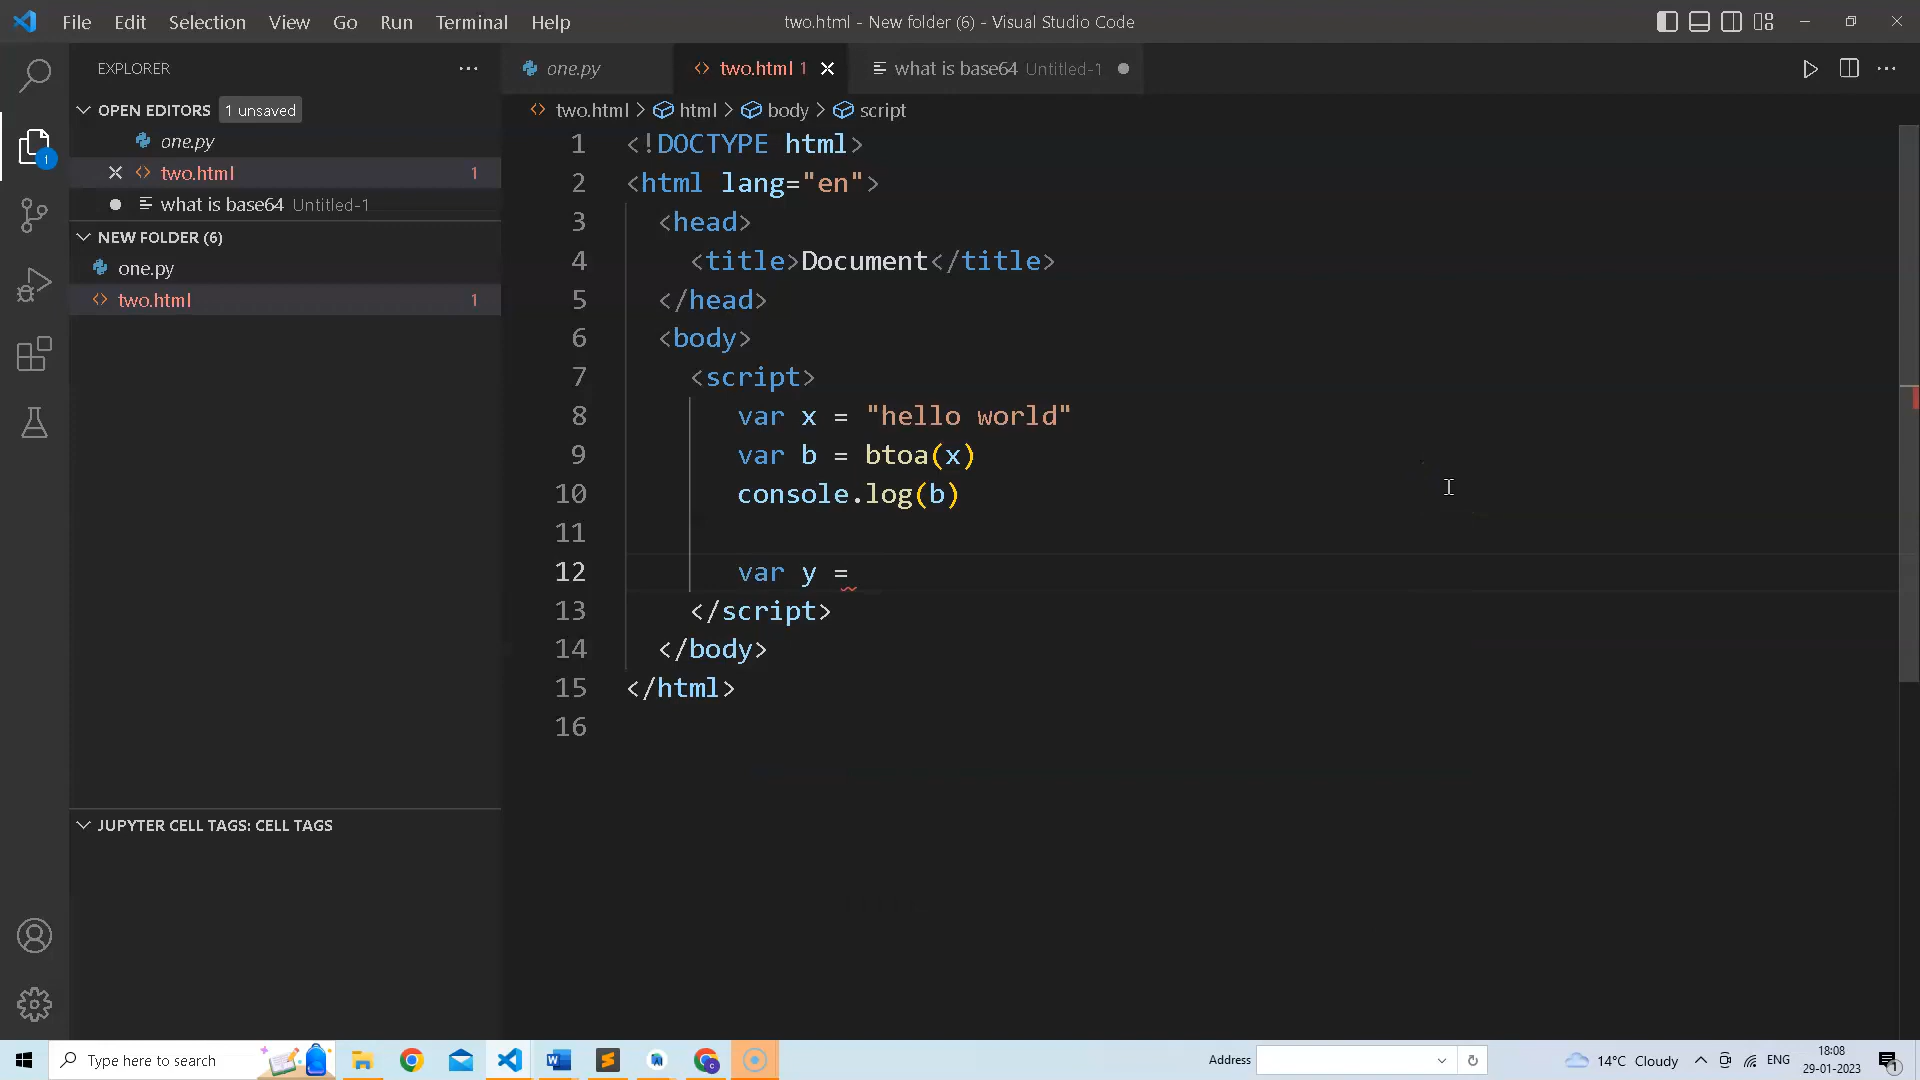 File Edit Selection View Go Run Terminal Help
two.html - New folder (6) - Visual Studio Code
EXPLORER
OPEN EDITORS 1 unsaved
one.py
two.html 1
what is base64 Untitled-1
NEW FOLDER (6)
one.py
two.html 1
JUPYTER CELL TAGS: CELL TAGS
1
one.py
two.html 1
what is base64 Untitled-1
two.html > html > body > script
1 <!DOCTYPE html>
2 <html lang="en">
3 <head>
4 <title>Document</title>
5 </head>
6 <body>
7 <script>
8 var x = "hello world"
9 var b = btoa(x)
10 console.log(b)
11
12 var y =
13 </script>
14 </body>
15 </html>
16
Type here to search
Address
14°C Cloudy
ENG
18:08
29-01-2023
1